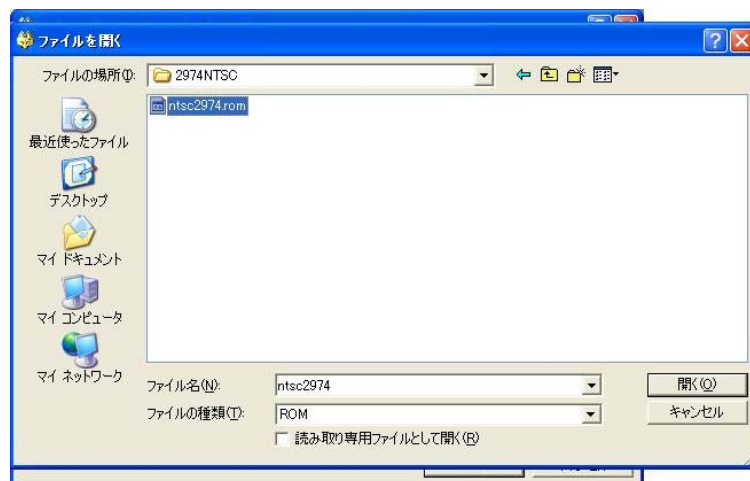 ファイルを開く
ファイルの場所(I):
2974NTSC
ntsc2974.rom
最近使ったファイル
デスクトップ
マイ ドキュメント
マイ コンピュータ
マイ ネットワーク
ファイル名(N):
ntsc2974
開く(O)
ファイルの種類(T):
ROM
キャンセル
読み取り専用ファイルとして開く(R)